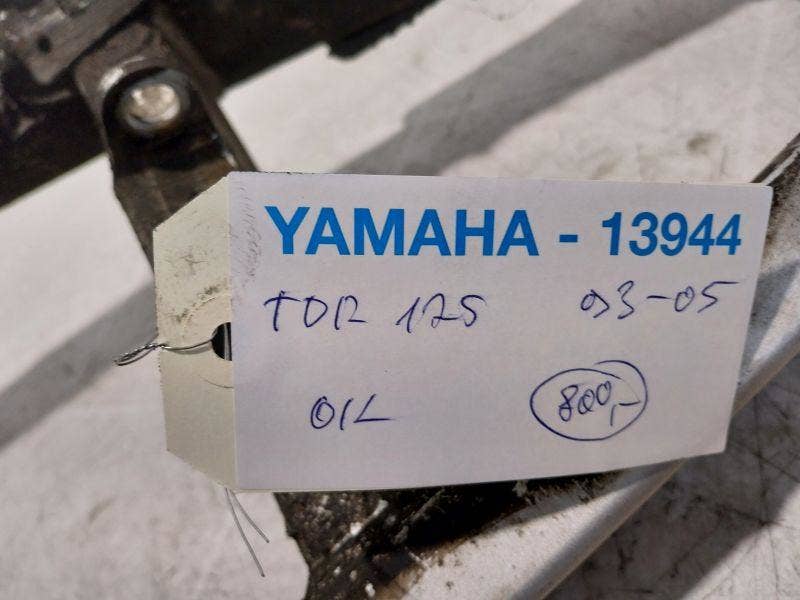 YAMAHA - 13944
TDR 125 93-05
OIL 800,-